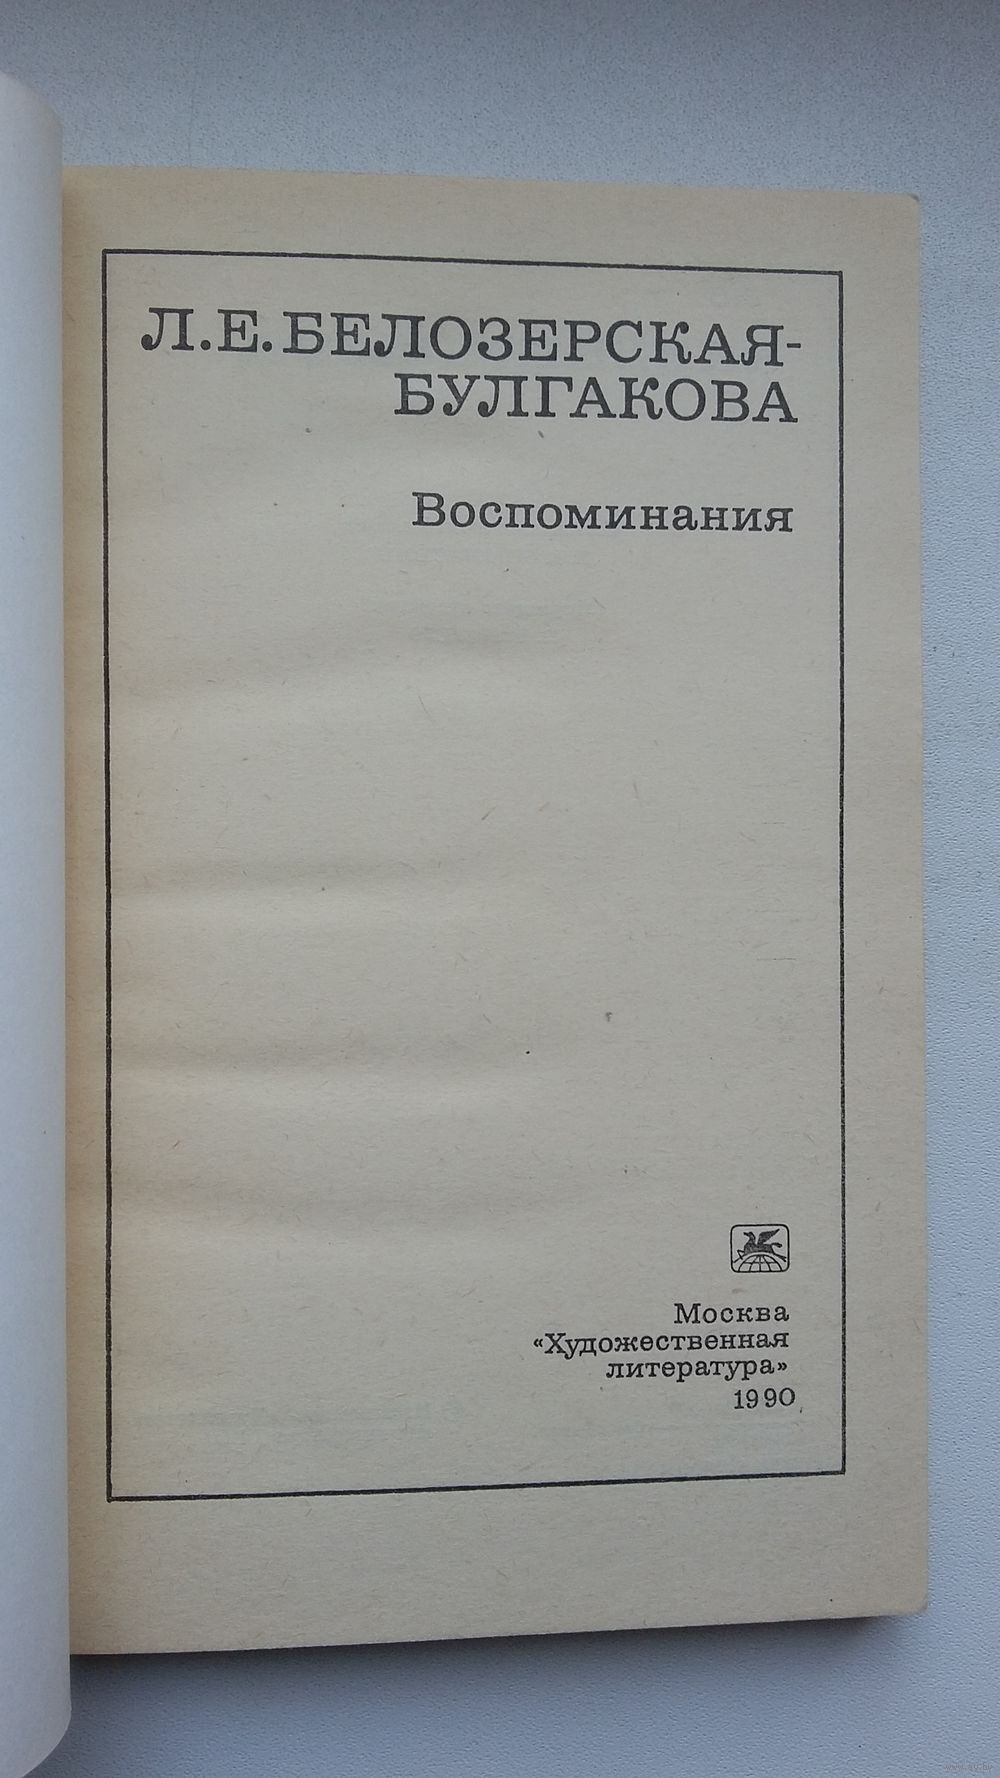 Л.Е.БЕЛОЗЕРСКАЯ-
БУЛГАКОВА
Воспоминания
Москва
«Художественная
литература»
1990